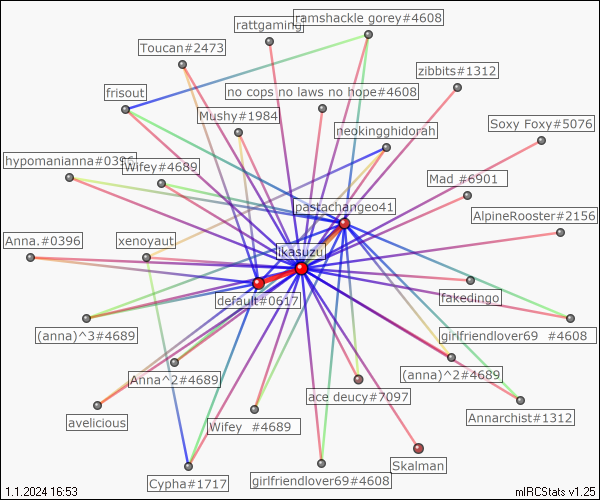 ramshackle gorey#4608
rattgaming
Toucan#2473
zibbits#1312
frisout
no cops no laws no hope#4608
Mushy#1984
neokingghidorah
Soxy Foxy#5076
hypomanianna#0396
Wifey#4689
Mad #6901
pastachangeo41
AlpineRooster#2156
Anna.#0396
xenoyaut
ikasuzu
default#0617
fakedingo
(anna)^3#4689
girlfriendlover69 #4608
Anna^2#4689
(anna)^2#4689
ace deucy#7097
avelicious
Wifey #4689
Annarchist#1312
Skalman
Cypha#1717
girlfriendlover69#4608
1.1.2024 16:53
mIRCStats v1.25